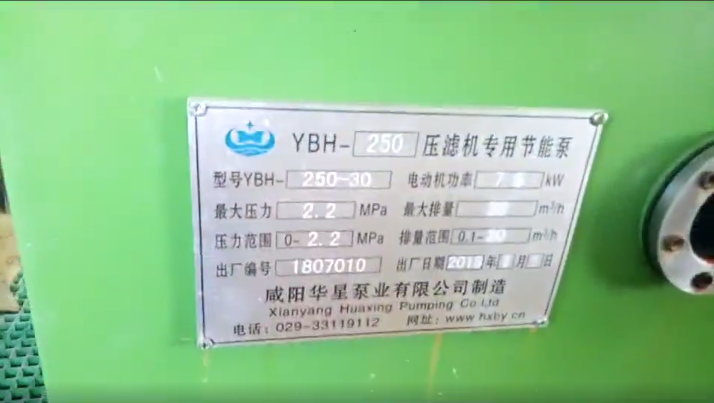 YBH-250 压滤机专用节能泵
型号YBH- 250-30 电动机功率 kW
最大压力 2.2 MPa 最大排量 m³/h
压力范围 0- 2.2 MPa 排量范围 0.1- m³/h
出厂编号 1807010 出厂日期 年 月 日
咸阳华星泵业有限公司制造
Xianyang Huaxing Pumping Co Ltd
电话：029-33119112 网址：www.hxby.cn